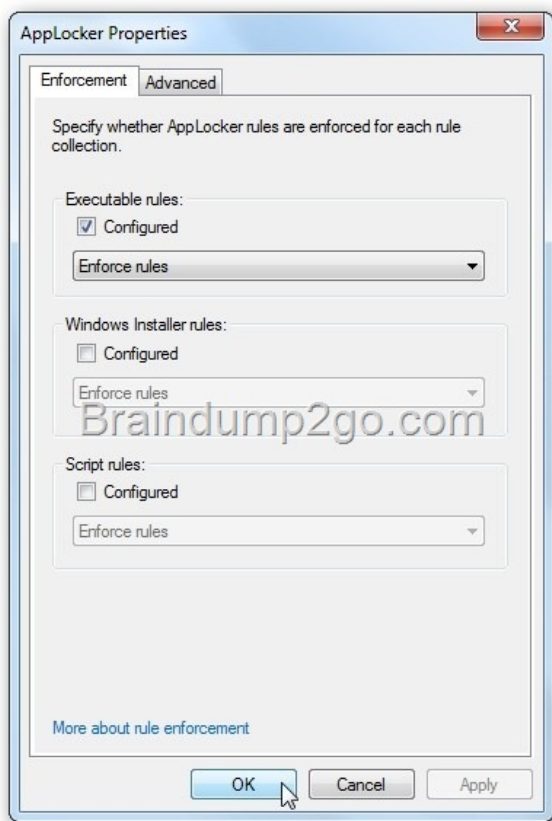 AppLocker Properties
Enforcement
Advanced
Specify whether AppLocker rules are enforced for each rule
collection.
Executable rules:
Configured
Enforce rules
Windows Installer rules:
Configured
Enforce rules
Braindump2go.com
Script rules:
Configured
Enforce rules
More about rule enforcement
OK
Cancel
Apply